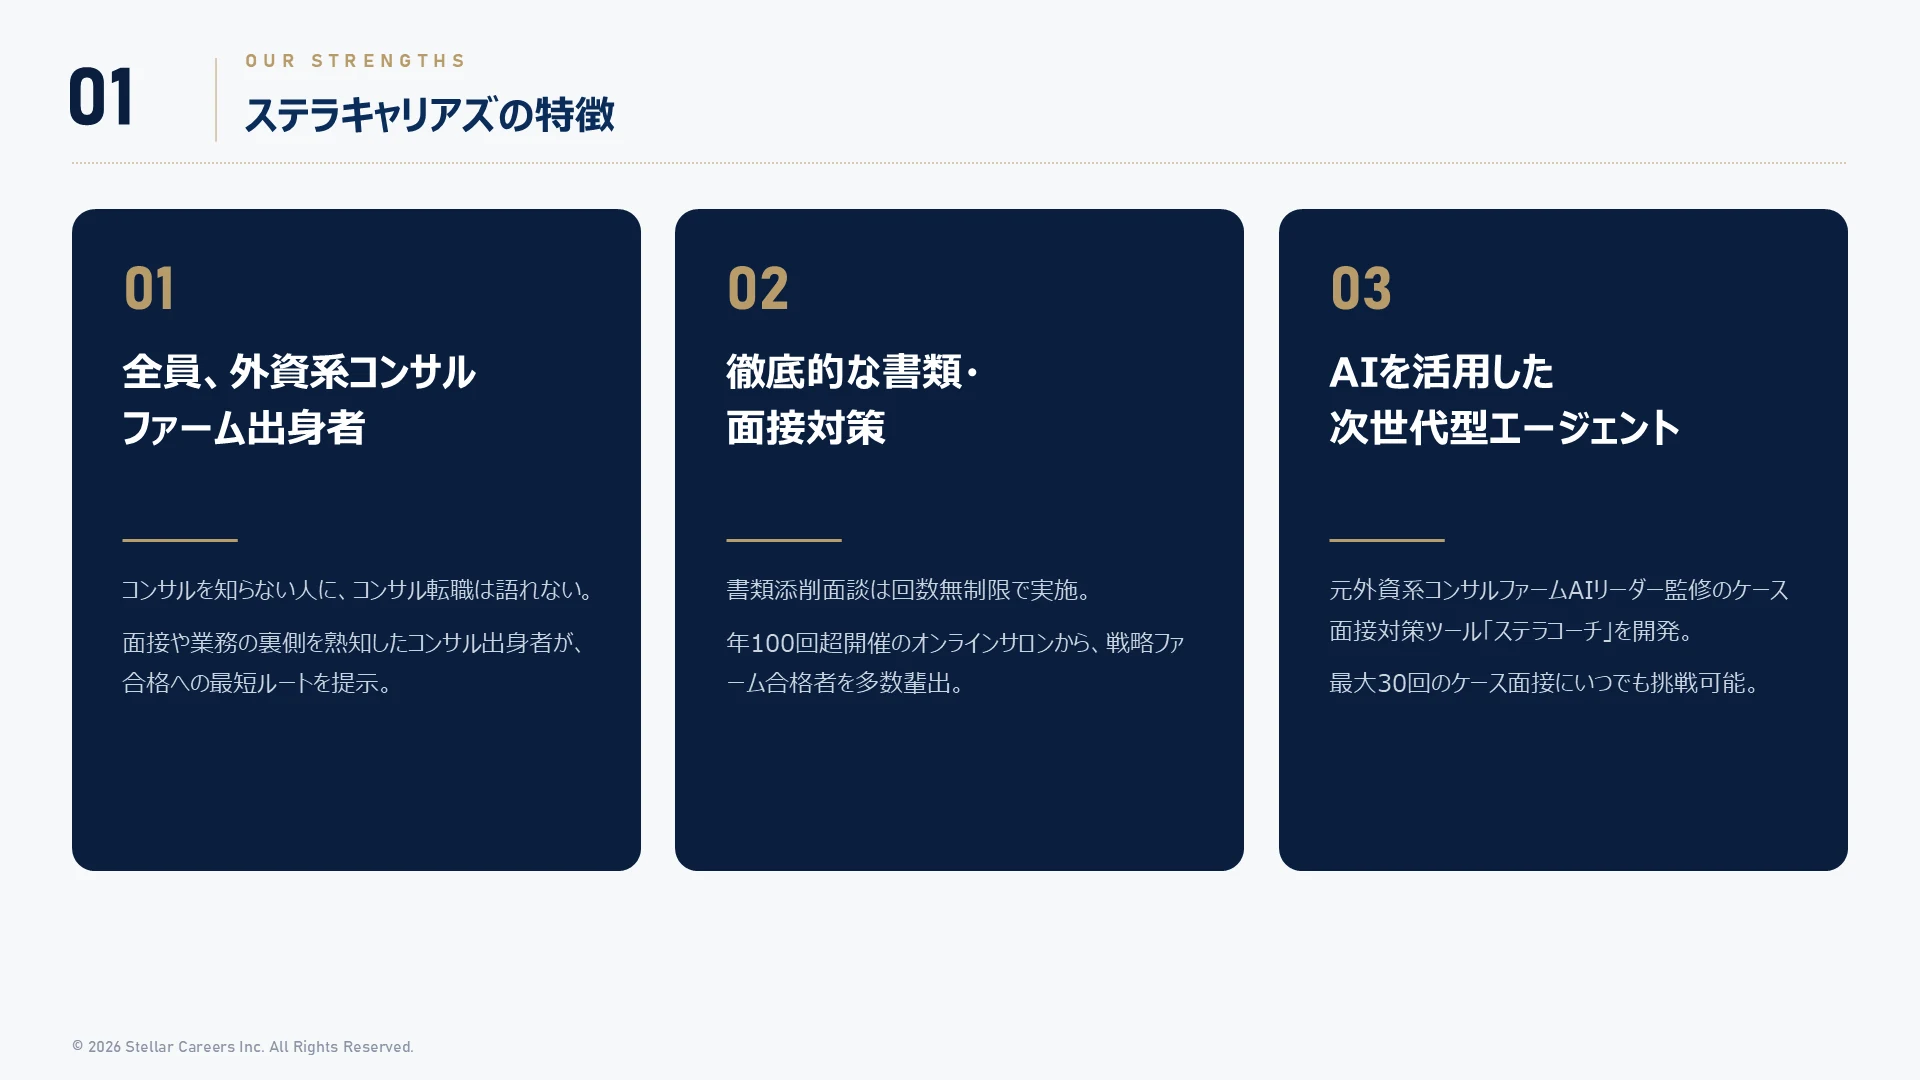 01
OUR STRENGTHS
ステラキャリアズの特徴
01
全員、外資系コンサル
ファーム出身者
コンサルを知らない人に、コンサル転職は語れない。
面接や業務の裏側を熟知したコンサル出身者が、
合格への最短ルートを提示。
02
徹底的な書類・
面接対策
書類添削面談は回数無制限で実施。
年100回超開催のオンラインサロンから、戦略ファ
ーム合格者を多数輩出。
03
AIを活用した
次世代型エージェント
元外資系コンサルファームAIリーダー監修のケース
面接対策ツール「ステラコーチ」を開発。
最大30回のケース面接にいつでも挑戦可能。
© 2026 Stellar Careers Inc. All Rights Reserved.